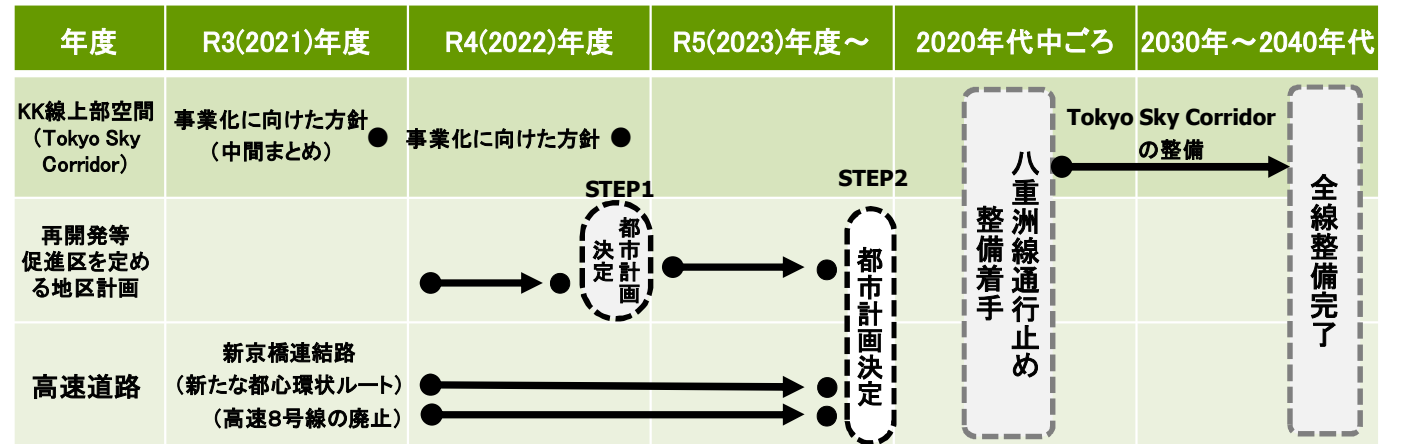 年度
R3(2021)年度
R4(2022)年度
R5(2023)年度～
2020年代中ごろ
2030年～2040年代
KK線上部空間
（Tokyo Sky
Corridor）
事業化に向けた方針
（中間まとめ）
事業化に向けた方針
Tokyo Sky Corridor
の整備
再開発等
促進区を定め
る地区計画
STEP1
都市計画
決定
STEP2
都市計画決定
八重洲線通行止め
整備着手
全線整備完了
高速道路
新京橋連結路
（新たな都心環状ルート）
（高速８号線の廃止）